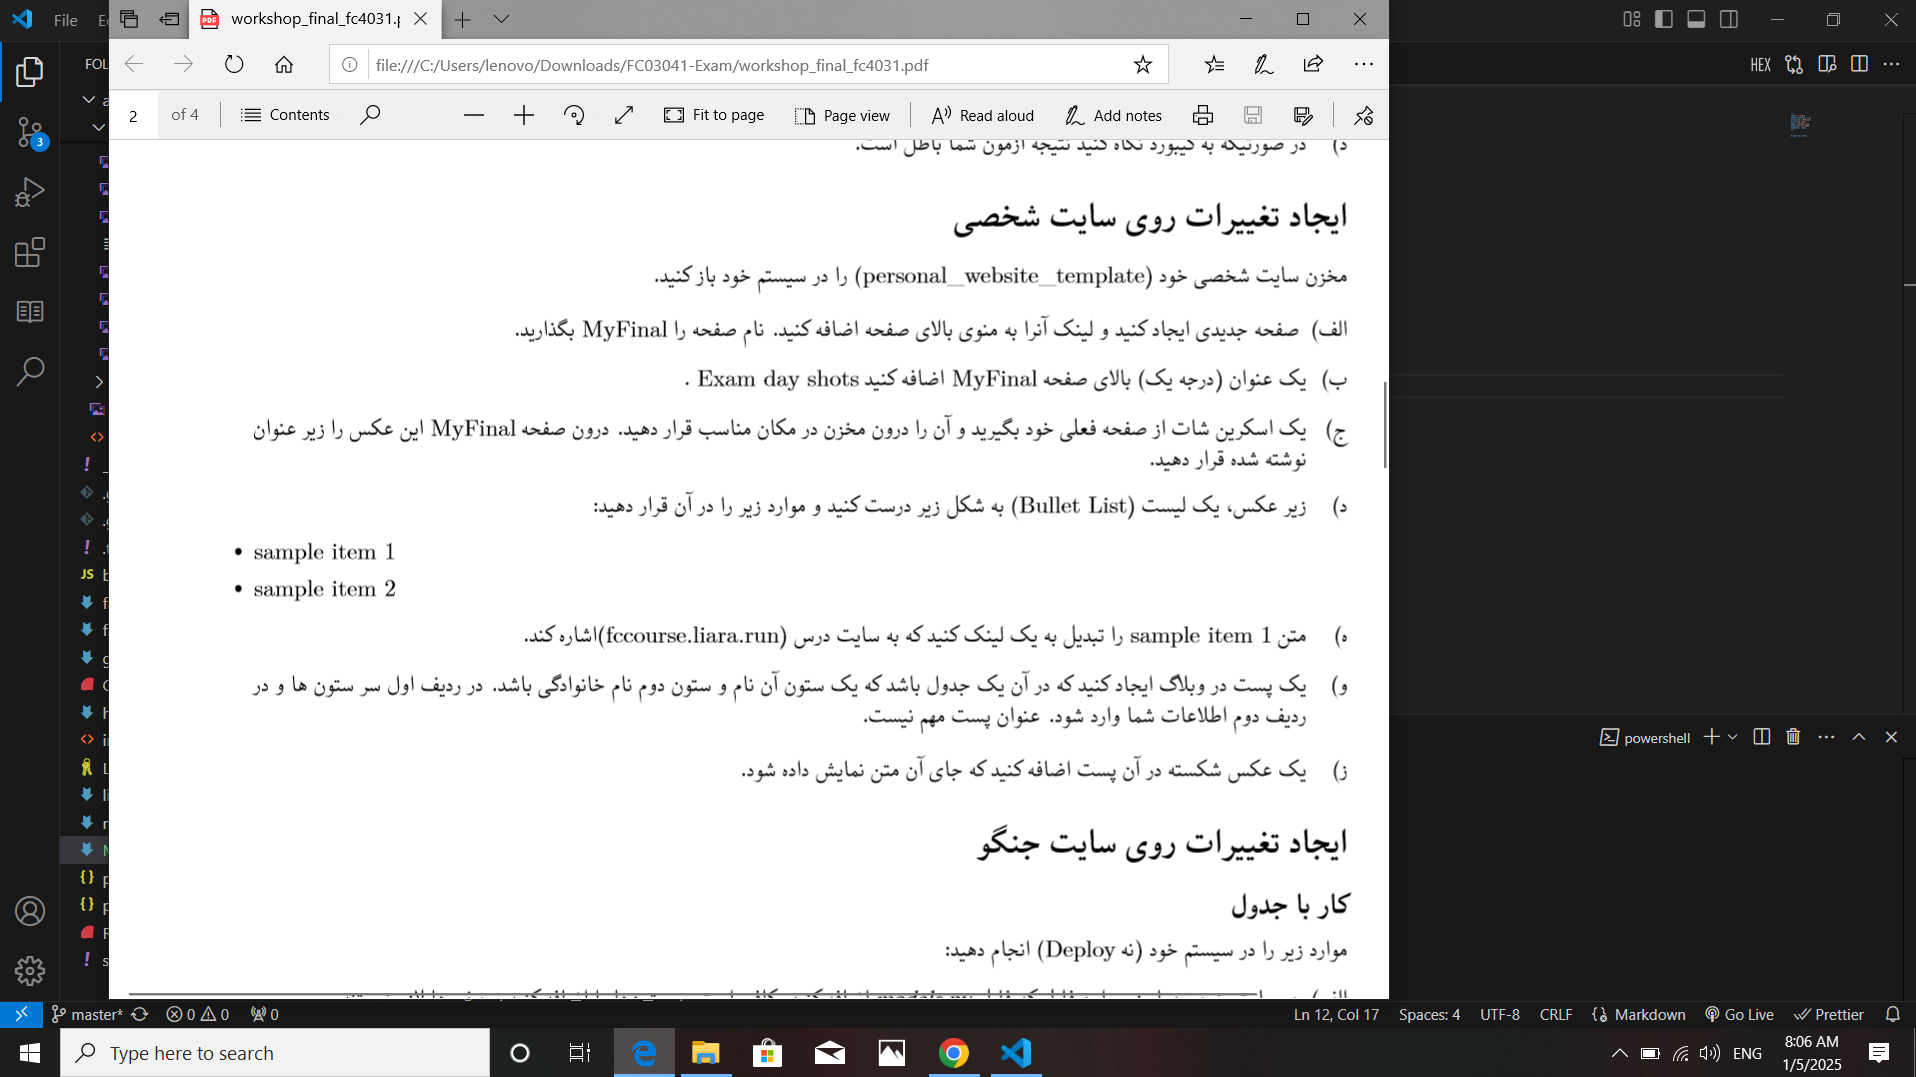 File
workshop_final_fc4031.p
file:///C:/Users/lenovo/Downloads/FC03041-Exam/workshop_final_fc4031.pdf
HEX
FOL
2 of 4 Contents Fit to page Page view Read aloud Add notes
د) در صورتیکه به کیبورد نگاه کنید نتیجه آزمون شما باطل است.
ایجاد تغییرات روی سایت شخصی
مخزن سایت شخصی خود (personal_website_template) را در سیستم خود باز کنید.
الف) صفحه جدیدی ایجاد کنید و لینک آنرا به منوی بالای صفحه اضافه کنید. نام صفحه را MyFinal بگذارید.
ب) یک عنوان (درجه یک) بالای صفحه MyFinal اضافه کنید Exam day shots .
ج) یک اسکرین شات از صفحه فعلی خود بگیرید و آن را درون مخزن در مکان مناسب قرار دهید. درون صفحه MyFinal این عکس را زیر عنوان
نوشته شده قرار دهید.
د) زیر عکس، یک لیست (Bullet List) به شکل زیر درست کنید و موارد زیر را در آن قرار دهید:
• sample item 1
• sample item 2
ه) متن sample item 1 را تبدیل به یک لینک کنید که به سایت درس (fccourse.liara.run)اشاره کند.
و) یک پست در وبلاگ ایجاد کنید که در آن یک جدول باشد که یک ستون آن نام و ستون دوم نام خانوادگی باشد. در ردیف اول سر ستون ها و در
ردیف دوم اطلاعات شما وارد شود. عنوان پست مهم نیست.
ز) یک عکس شکسته در آن پست اضافه کنید که جای آن متن نمایش داده شود.
ایجاد تغییرات روی سایت جنگو
کار با جدول
موارد زیر را در سیستم خود (نه Deploy) انجام دهید:
3
JS
powershell
master* 0 0 0
Ln 12, Col 17 Spaces: 4 UTF-8 CRLF Markdown Go Live Prettier
Type here to search
ENG
8:06 AM
1/5/2025